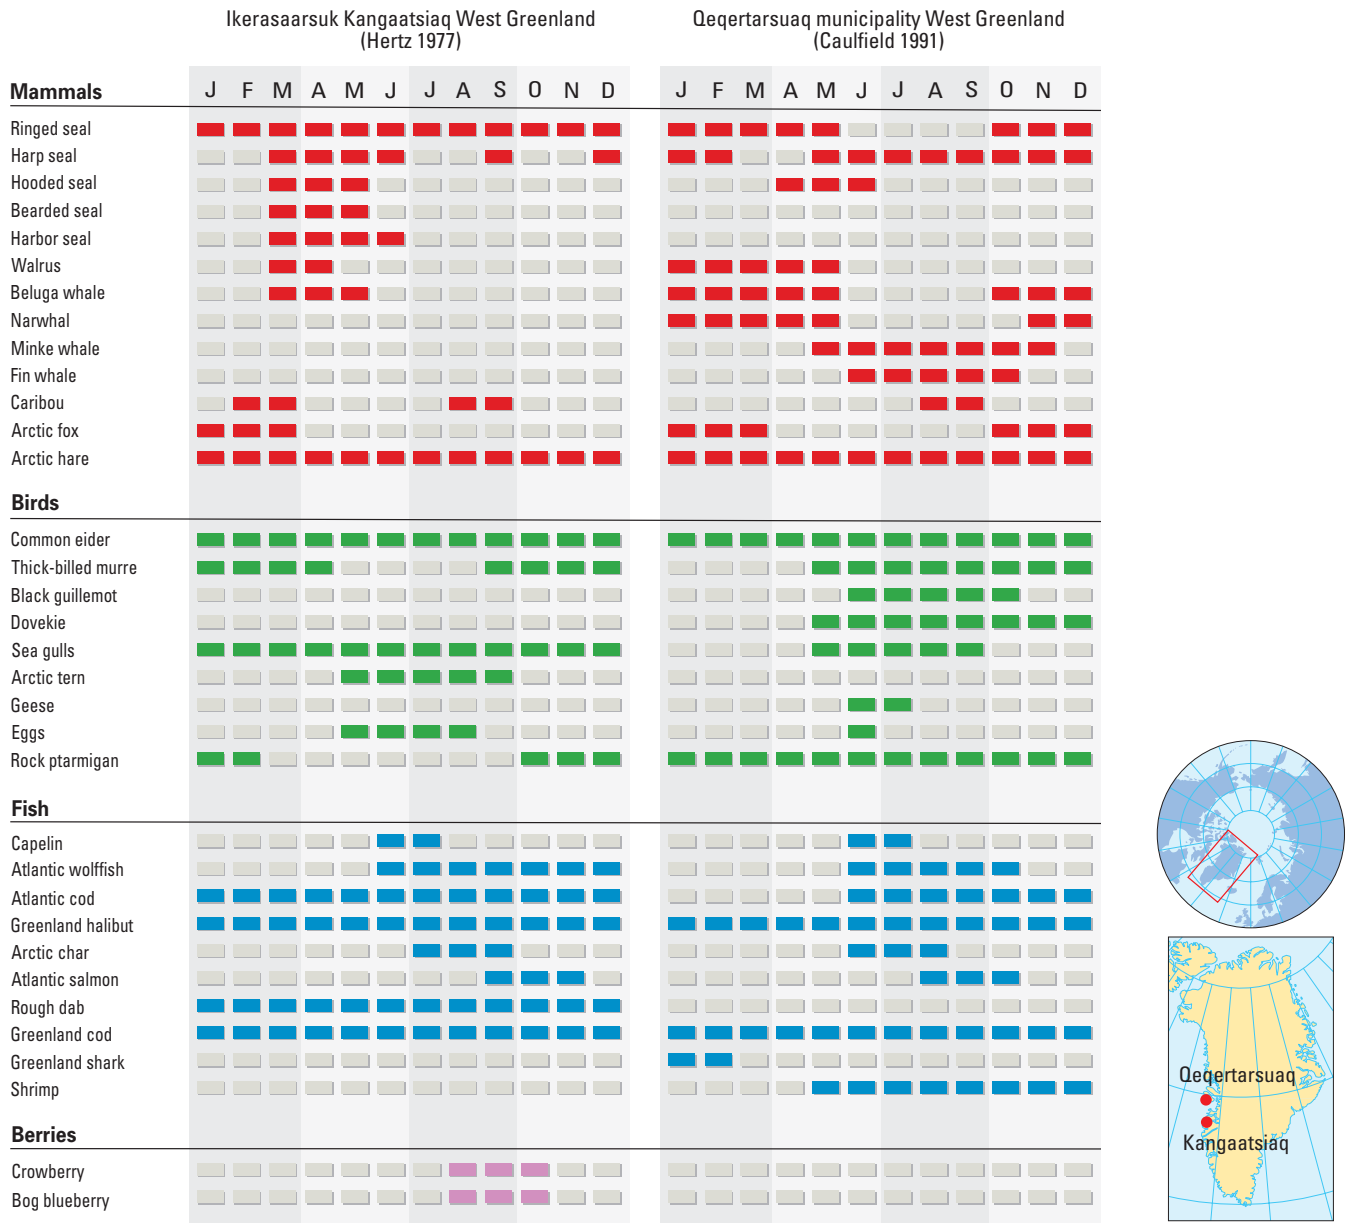 Ikerasaarsuk Kangaatsiaq West Greenland
(Hertz 1977)
Qeqertarsuaq municipality West Greenland
(Caulfield 1991)
Mammals J F M A M J J A S O N D J F M A M J J A S O N D
Ringed seal
Harp seal
Hooded seal
Bearded seal
Harbor seal
Walrus
Beluga whale
Narwhal
Minke whale
Fin whale
Caribou
Arctic fox
Arctic hare
Birds
Common eider
Thick-billed murre
Black guillemot
Dovekie
Sea gulls
Arctic tern
Geese
Eggs
Rock ptarmigan
Fish
Capelin
Atlantic wolffish
Atlantic cod
Greenland halibut
Arctic char
Atlantic salmon
Rough dab
Greenland cod
Greenland shark
Shrimp
Berries
Crowberry
Bog blueberry
Qeqertarsuaq
Kangaatsiaq